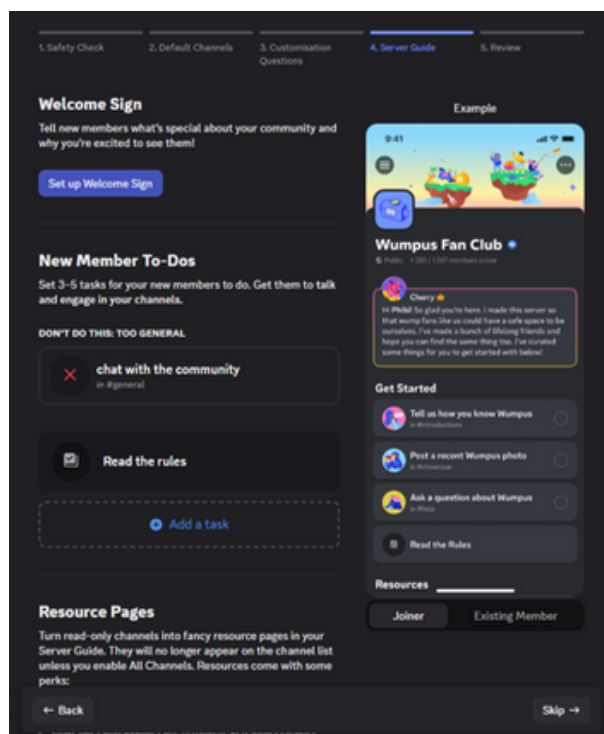 1. Safety Check
2. Default Channels
3. Customisation
Questions
4. Server Guide
5. Review
Welcome Sign
Tell new members what's special about your community and
why you're excited to see them!
Set up Welcome Sign
New Member To-Dos
Set 3-5 tasks for your new members to do. Get them to talk
and engage in your channels.
DON'T DO THIS: TOO GENERAL
chat with the community
in #general
Read the rules
Add a task
Resource Pages
Turn read-only channels into fancy resource pages in your
Server Guide. They will no longer appear on the channel list
unless you enable All Channels. Resources come with some
perks:
← Back
Example
9:41
Wumpus Fan Club
Public
members online
Cherry
Hi Phibi! So glad you're here. I made this server so
that wump fans like us could have a safe space to be
ourselves. I've made a bunch of lifelong friends and
hope you can find the same thing too. I've curated
some things for you to get started with below!
Get Started
Tell us how you know Wumpus
in #introductions
Post a recent Wumpus photo
in #showcase
Ask a question about Wumpus
in #help
Read the Rules
Resources
Joiner
Existing Member
Skip →